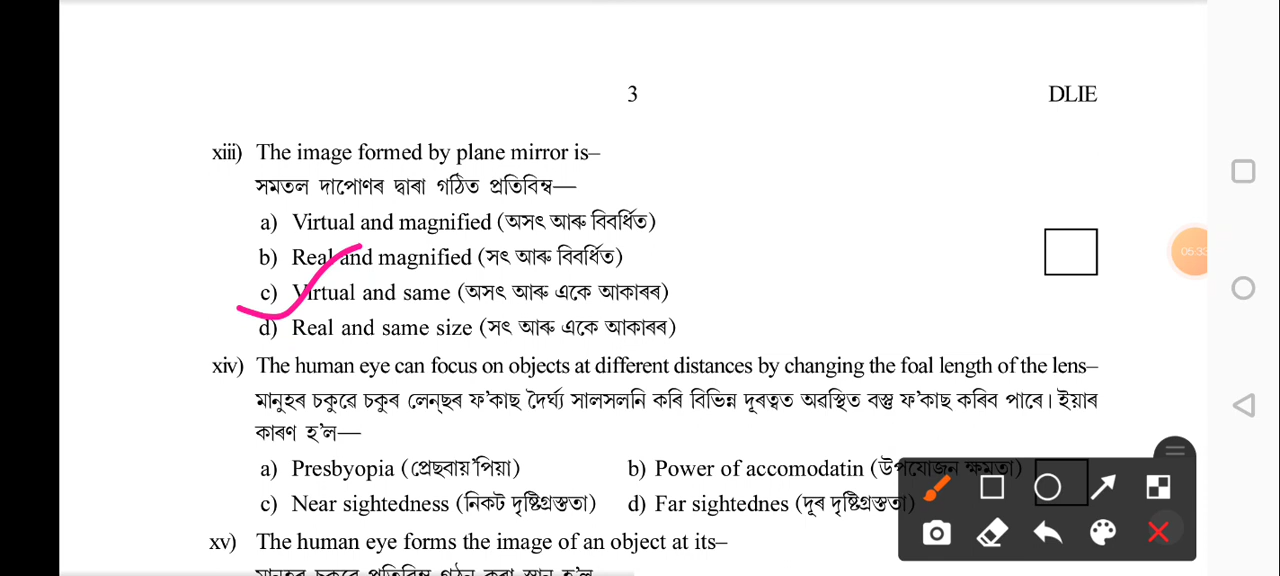 3
DLIE
xiii) The image formed by plane mirror is–
সমতল দাপোণৰ দ্বাৰা গঠিত প্ৰতিবিম্ব—
a) Virtual and magnified (অসৎ আৰু বিবৰ্ধিত)
b) Real and magnified (সৎ আৰু বিবৰ্ধিত)
c) Virtual and same (অসৎ আৰু একে আকাৰৰ)
d) Real and same size (সৎ আৰু একে আকাৰৰ)
05:33
xiv) The human eye can focus on objects at different distances by changing the foal length of the lens–
মানুহৰ চকুৱে চকুৰ লেন্‌ছৰ ফ'কাছ দৈৰ্ঘ্য সালসলনি কৰি বিভিন্ন দূৰত্বত অৱস্থিত বস্তু ফ'কাছ কৰিব পাৰে। ইয়াৰ
কাৰণ হ'ল—
a) Presbyopia (প্ৰেছবায়'পিয়া) b) Power of accomodatin (উপযোজন ক্ষমতা)
c) Near sightedness (নিকট দৃষ্টিগ্ৰস্ততা) d) Far sightednes (দূৰ দৃষ্টিগ্ৰস্ততা)
xv) The human eye forms the image of an object at its–